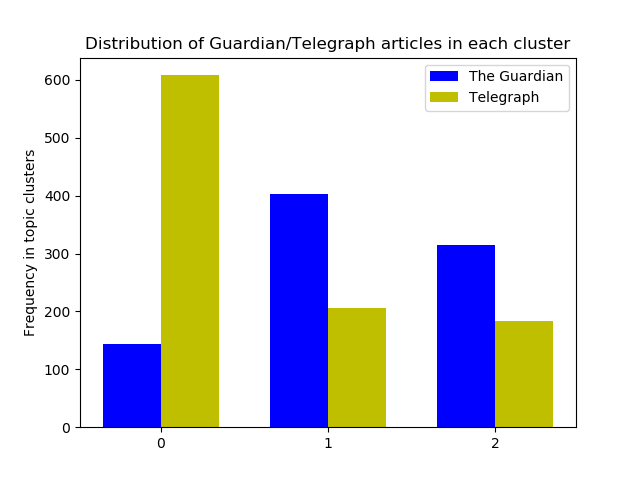 Distribution of Guardian/Telegraph articles in each cluster
The Guardian
Telegraph
Frequency in topic clusters
600
500
400
300
200
100
0
0 1 2